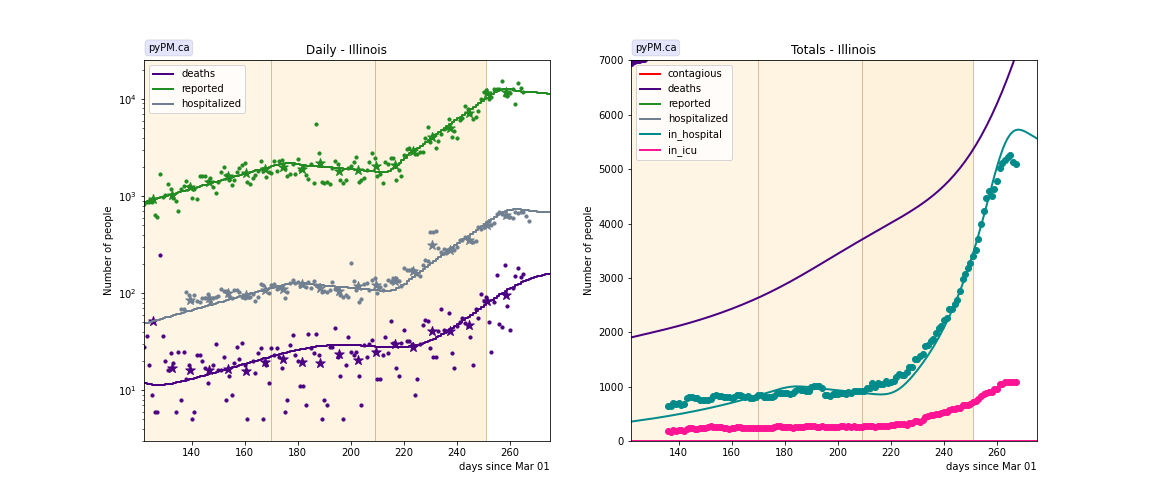 pyPM.ca
Daily - Illinois
deaths
reported
hospitalized
Number of people
10⁴
10³
10²
10¹
140 160 180 200 220 240 260
days since Mar 01
pyPM.ca
Totals - Illinois
contagious
deaths
reported
hospitalized
in_hospital
in_icu
Number of people
7000
6000
5000
4000
3000
2000
1000
0
140 160 180 200 220 240 260
days since Mar 01